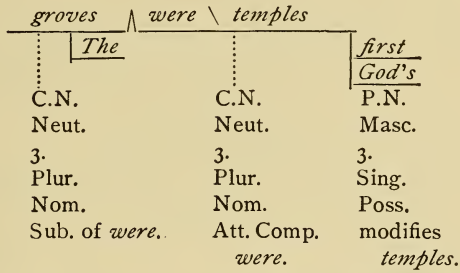 groves were \ temples
The first
God's
C.N. C.N. P.N.
Neut. Neut. Masc.
3. 3. 3.
Plur. Plur. Sing.
Nom. Nom. Poss.
Sub. of were. Att. Comp. modifies
were. temples.